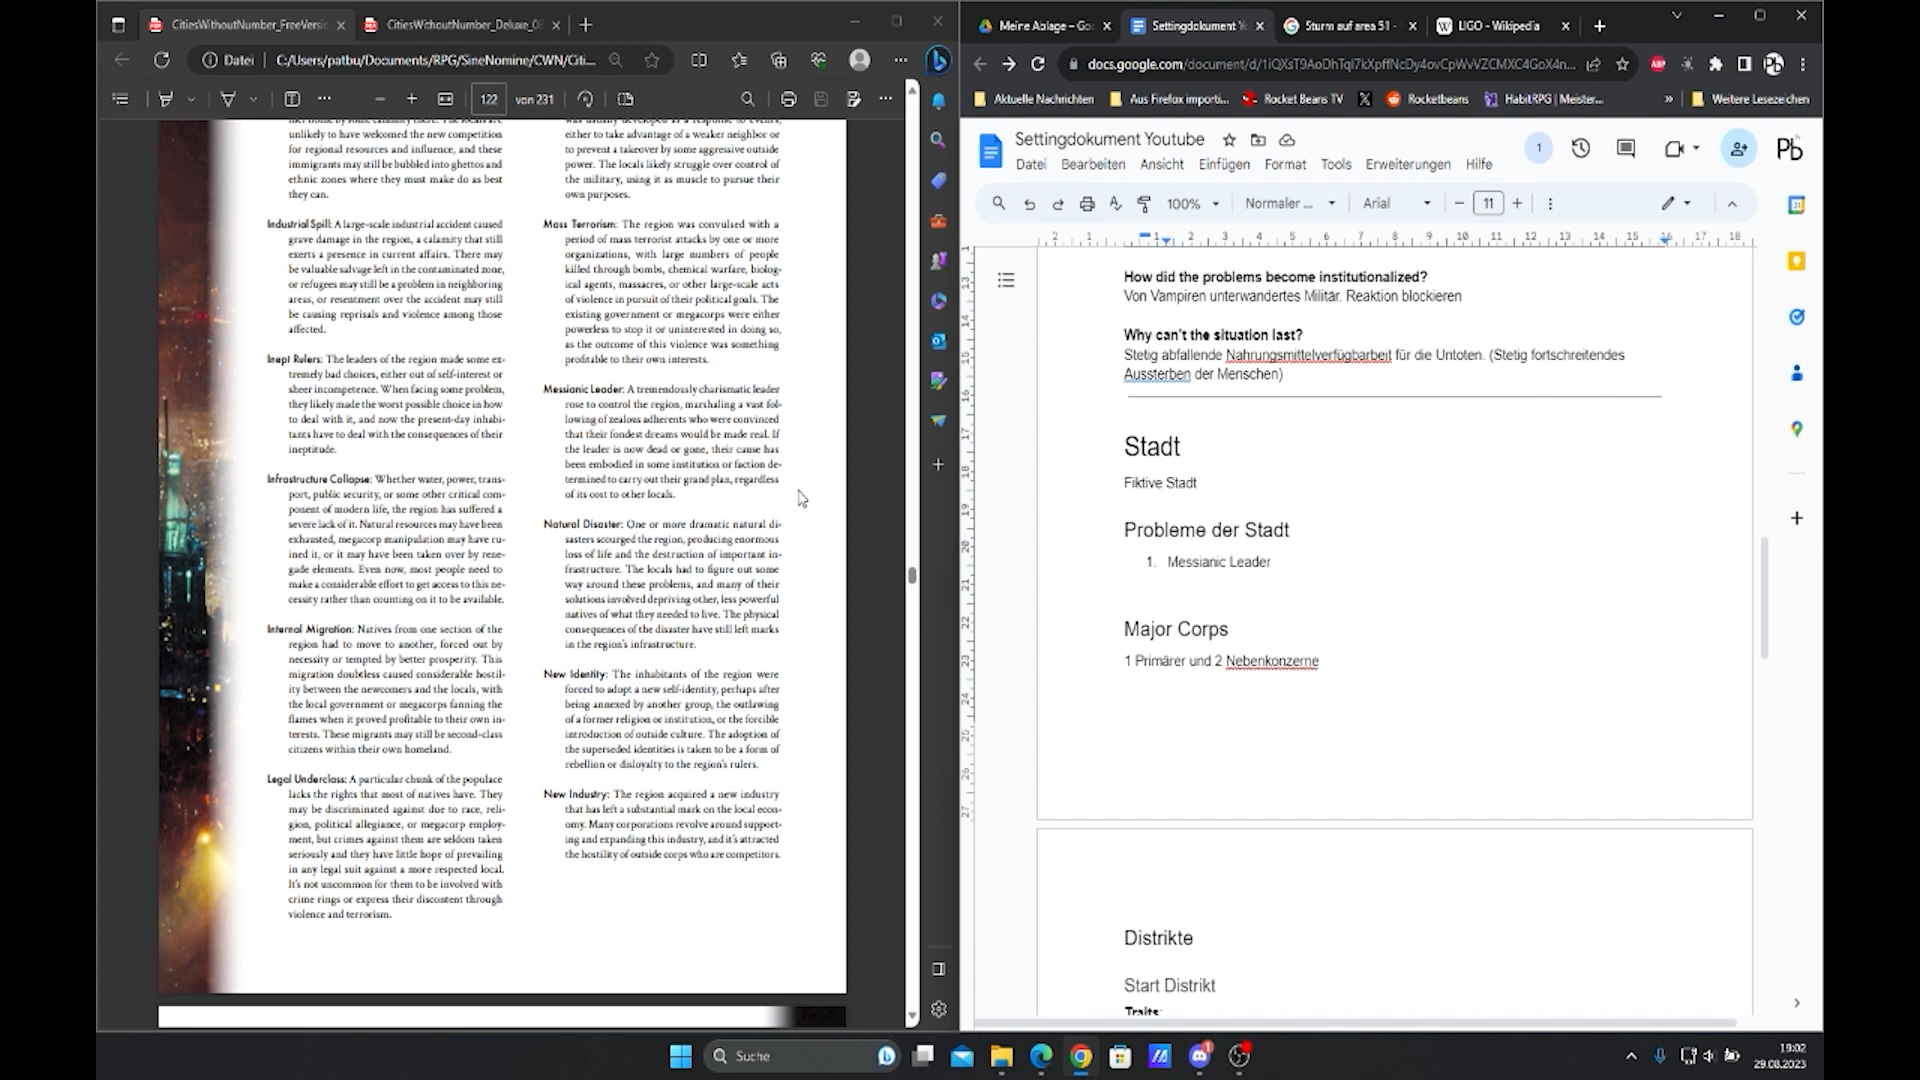 CitiesWithoutNumber_FreeVersi
CitiesWithoutNumber_Deluxe_0
Datei
C:/Users/patbu/Documents/RPG/SineNomine/CWN/Citi...
122
von 231
unlikely to have welcomed the new competition
for regional resources and influence, and these
immigrants may still be bubbled into ghettos and
ethnic zones where they must make do as best
they can.
Industrial Spill: A large-scale industrial accident caused
grave damage in the region, a calamity that still
exerts a presence in current affairs. There may
be valuable salvage left in the contaminated zone,
or refugees may still be a problem in neighboring
areas, or resentment over the accident may still
be causing reprisals and violence among those
affected.
Inept Rulers: The leaders of the region made some ex-
tremely bad choices, either out of self-interest or
sheer incompetence. When facing some problem,
they likely made the worst possible choice in how
to deal with it, and now the present-day inhabi-
tants have to deal with the consequences of their
ineptitude.
Infrastructure Collapse: Whether water, power, trans-
port, public security, or some other critical com-
ponent of modern life, the region has suffered a
severe lack of it. Natural resources may have been
exhausted, megacorp manipulation may have ru-
ined it, or it may have been taken over by rene-
gade elements. Even now, most people need to
make a considerable effort to get access to this ne-
cessity rather than counting on it to be available.
Internal Migration: Natives from one section of the
region had to move to another, forced out by
necessity or tempted by better prosperity. This
migration doubtless caused considerable hostil-
ity between the newcomers and the locals, with
the local government or megacorps fanning the
flames when it proved profitable to their own in-
terests. These migrants may still be second-class
citizens within their own homeland.
Legal Underclass: A particular chunk of the populace
lacks the rights that most of natives have. They
may be discriminated against due to race, reli-
gion, political allegiance, or megacorp employ-
ment, but crimes against them are seldom taken
seriously and they have little hope of prevailing
in any legal suit against a more respected local.
It's not uncommon for them to be involved with
crime rings or express their discontent through
violence and terrorism.
was usually developed as a response to events,
either to take advantage of a weaker neighbor or
to prevent a takeover by some aggressive outside
power. The locals likely struggle over control of
the military, using it as muscle to pursue their
own purposes.
Mass Terrorism: The region was convulsed with a
period of mass terrorist attacks by one or more
organizations, with large numbers of people
killed through bombs, chemical warfare, biolog-
ical agents, massacres, or other large-scale acts
of violence in pursuit of their political goals. The
existing government or megacorps were either
powerless to stop it or uninterested in doing so,
as the outcome of this violence was something
profitable to their own interests.
Messianic Leader: A tremendously charismatic leader
rose to control the region, marshaling a vast fol-
lowing of zealous adherents who were convinced
that their fondest dreams would be made real. If
the leader is now dead or gone, their cause has
been embodied in some institution or faction de-
termined to carry out their grand plan, regardless
of its cost to other locals.
Natural Disaster: One or more dramatic natural di-
sasters scourged the region, producing enormous
loss of life and the destruction of important in-
frastructure. The locals had to figure out some
way around these problems, and many of their
solutions involved depriving other, less powerful
natives of what they needed to live. The physical
consequences of the disaster have still left marks
in the region's infrastructure.
New Identity: The inhabitants of the region were
forced to adopt a new self-identity, perhaps after
being annexed by another group, the outlawing
of a former religion or institution, or the forcible
introduction of outside culture. The adoption of
the superseded identities is taken to be a form of
rebellion or disloyalty to the region's rulers.
New Industry: The region acquired a new industry
that has left a substantial mark on the local econ-
omy. Many corporations revolve around support-
ing and expanding this industry, and it's attracted
the hostility of outside corps who are competitors.
Meine Ablage – Goo
Settingdokument Y
Sturm auf area 51 -
LIGO - Wikipedia
docs.google.com/document/d/1iQXsT9AoDhTqI7kXpffNcDy4ovCpWvVZCMXC4GoX4n...
Aktuelle Nachrichten
Aus Firefox importi...
Rocket Beans TV
Rocketbeans
HabitRPG | Meister...
»
Weitere Lesezeichen
Settingdokument Youtube
Datei Bearbeiten Ansicht Einfügen Format Tools Erweiterungen Hilfe
1
Pb
100%
Normaler ...
Arial
11
2 1 1 2 3 4 5 6 7 8 9 10 11 12 13 14 15 16 17 18
How did the problems become institutionalized?
Von Vampiren unterwandertes Militär. Reaktion blockieren
Why can't the situation last?
Stetig abfallende Nahrungsmittelverfügbarbeit für die Untoten. (Stetig fortschreitendes
Aussterben der Menschen)
Stadt
Fiktive Stadt
Probleme der Stadt
1. Messianic Leader
Major Corps
1 Primärer und 2 Nebenkonzerne
Distrikte
Start Distrikt
Traits:
Suche
19:02
29.08.2023